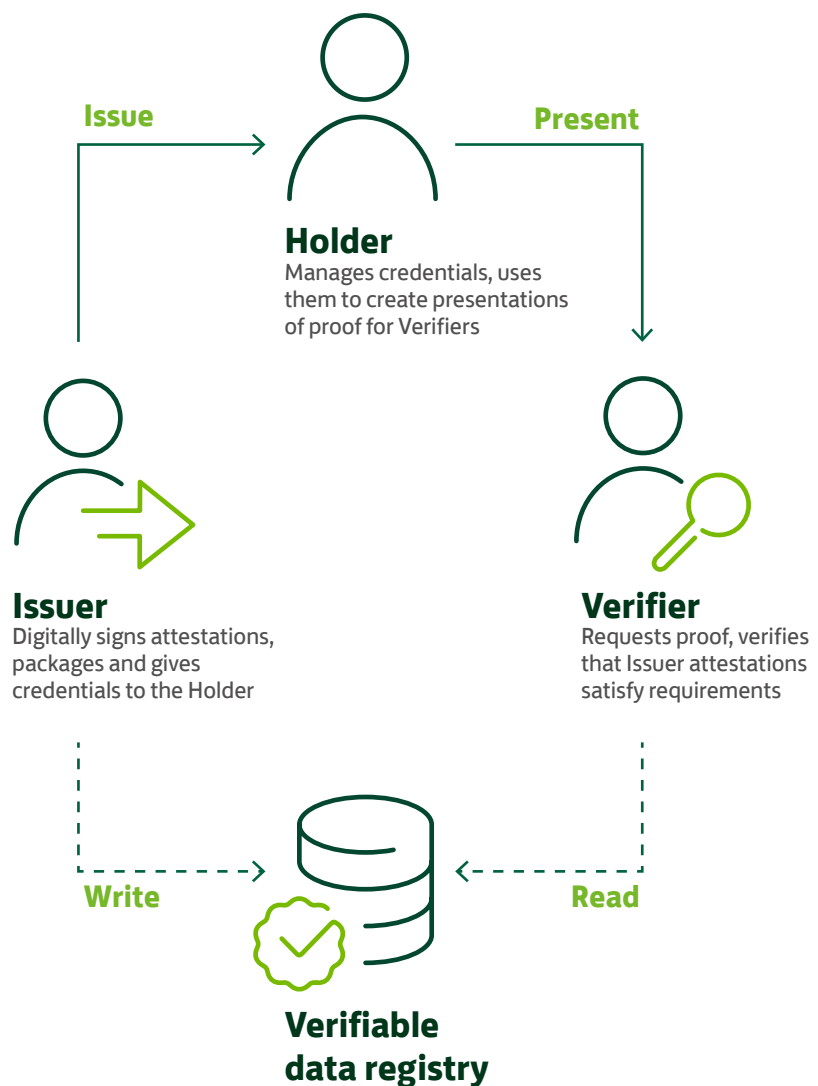 Issue
Present
Holder
Manages credentials, uses
them to create presentations
of proof for Verifiers
Issuer
Digitally signs attestations,
packages and gives
credentials to the Holder
Verifier
Requests proof, verifies
that Issuer attestations
satisfy requirements
Write
Read
Verifiable
data registry